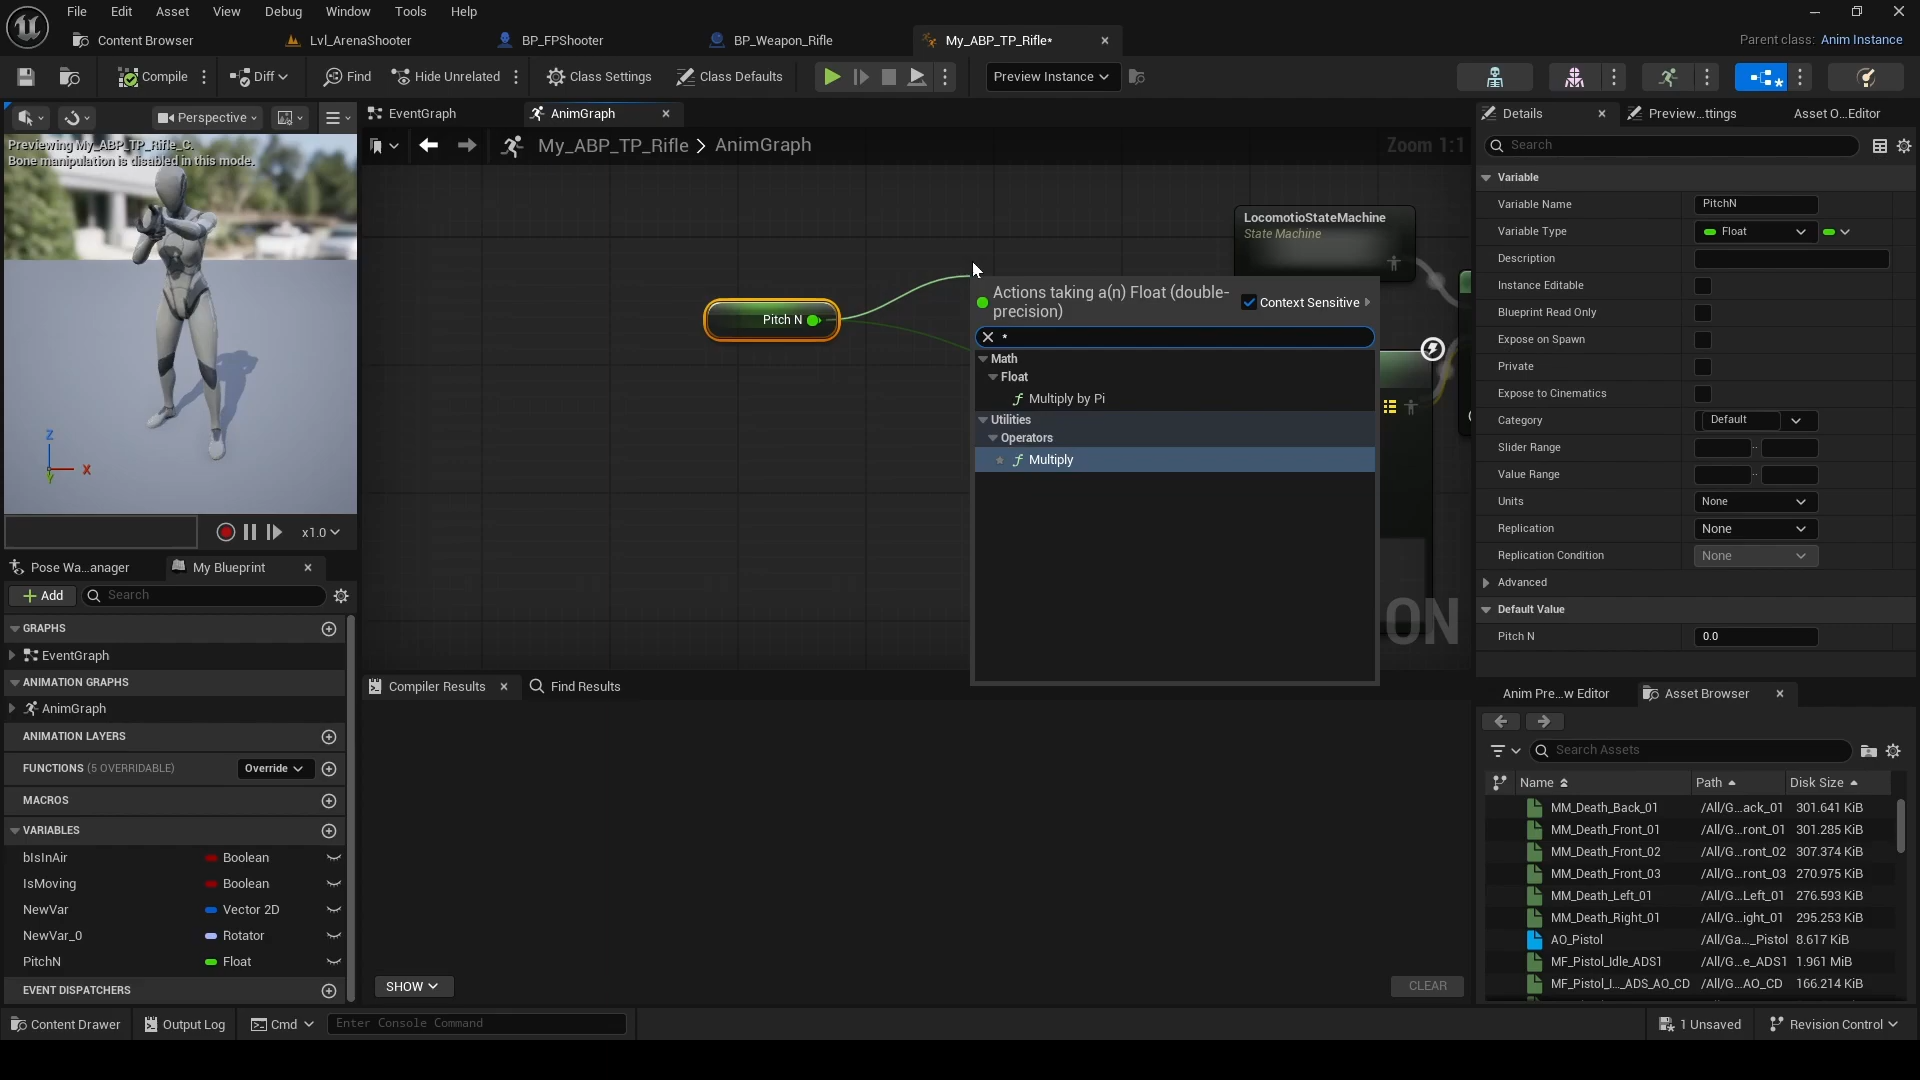 File Edit Asset View Debug Window Tools Help
Content Browser Lvl_ArenaShooter BP_FPShooter BP_Weapon_Rifle My_ABP_TP_Rifle* Parent class: Anim Instance
Compile Diff Find Hide Unrelated Class Settings Class Defaults Preview Instance
Perspective
Previewing My_ABP_TP_Rifle_C.
Bone manipulation is disabled in this mode.
Z
X
Y
x1.0
Pose Wa...anager My Blueprint
Add Search
GRAPHS
EventGraph
ANIMATION GRAPHS
AnimGraph
ANIMATION LAYERS
FUNCTIONS (5 OVERRIDABLE) Override
MACROS
VARIABLES
bIsInAir Boolean
IsMoving Boolean
NewVar Vector 2D
NewVar_0 Rotator
PitchN Float
EVENT DISPATCHERS
EventGraph AnimGraph
My_ABP_TP_Rifle > AnimGraph Zoom 1:1
LocomotioStateMachine
State Machine
Pitch N
Actions taking a(n) Float (double-
precision)
Context Sensitive
*
Math
Float
Multiply by Pi
Utilities
Operators
Multiply
ON
Compiler Results Find Results
SHOW CLEAR
Details Preview...ttings Asset O...Editor
Search
Variable
Variable Name PitchN
Variable Type Float
Description
Instance Editable
Blueprint Read Only
Expose on Spawn
Private
Expose to Cinematics
Category Default
Slider Range ..
Value Range ..
Units None
Replication None
Replication Condition None
Advanced
Default Value
Pitch N 0.0
Anim Pre...w Editor Asset Browser
Search Assets
Name Path Disk Size
MM_Death_Back_01 /All/G...ack_01 301.641 KiB
MM_Death_Front_01 /All/G...ront_01 301.285 KiB
MM_Death_Front_02 /All/G...ront_02 307.374 KiB
MM_Death_Front_03 /All/G...ront_03 270.975 KiB
MM_Death_Left_01 /All/G...Left_01 276.593 KiB
MM_Death_Right_01 /All/G...ight_01 295.253 KiB
AO_Pistol /All/Ga..._Pistol 8.617 KiB
MF_Pistol_Idle_ADS1 /All/G...e_ADS1 1.961 MiB
MF_Pistol_I..._ADS_AO_CD /All/G...AO_CD 166.214 KiB
Content Drawer Output Log Cmd Enter Console Command 1 Unsaved Revision Control